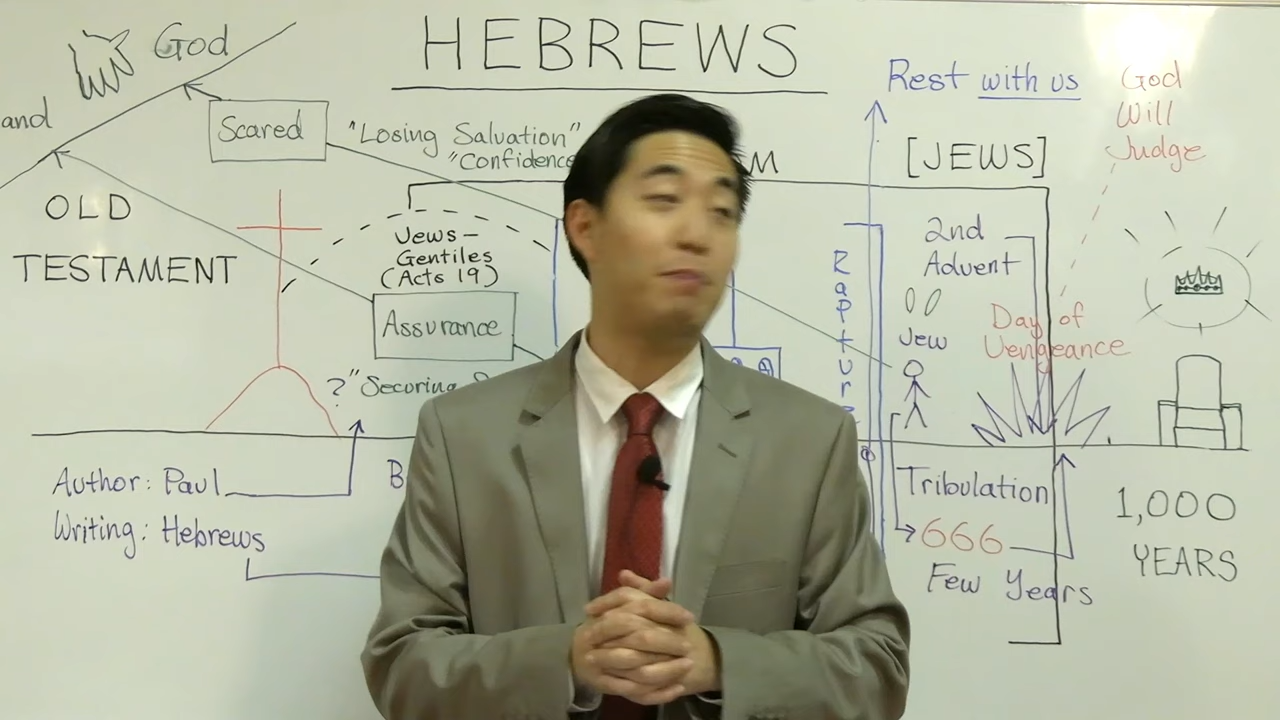 HEBREWS
God
and
Scared
"Losing Salvation"
"Confidence
M
Rest with us
God
Will
Judge
[JEWS]
OLD
TESTAMENT
Jews-
Gentiles
(Acts 19)
Assurance
? "Securing S
Rapture
2nd
Advent
Jew
Day of
Vengeance
Author: Paul
Writing: Hebrews
B
Tribulation
666
Few Years
1,000
YEARS